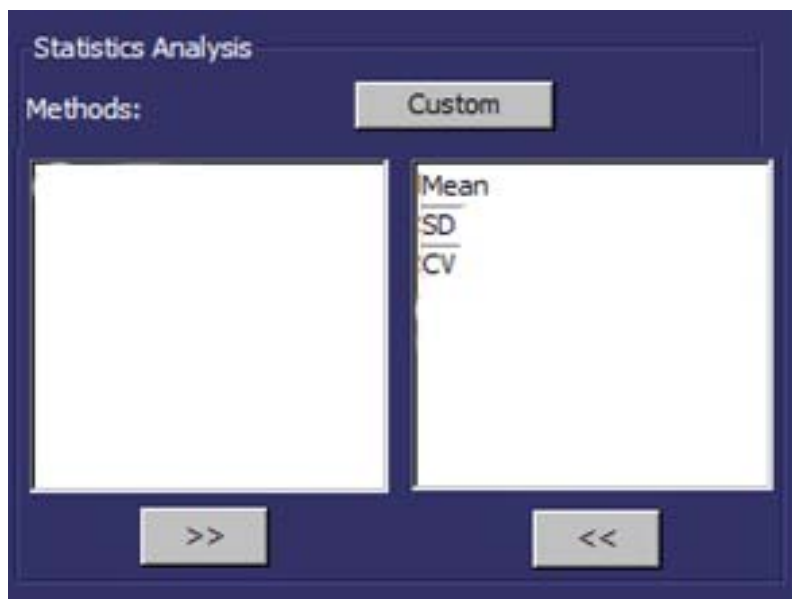 Statistics Analysis
Methods:
Custom
Mean
SD
CV
>>
<<